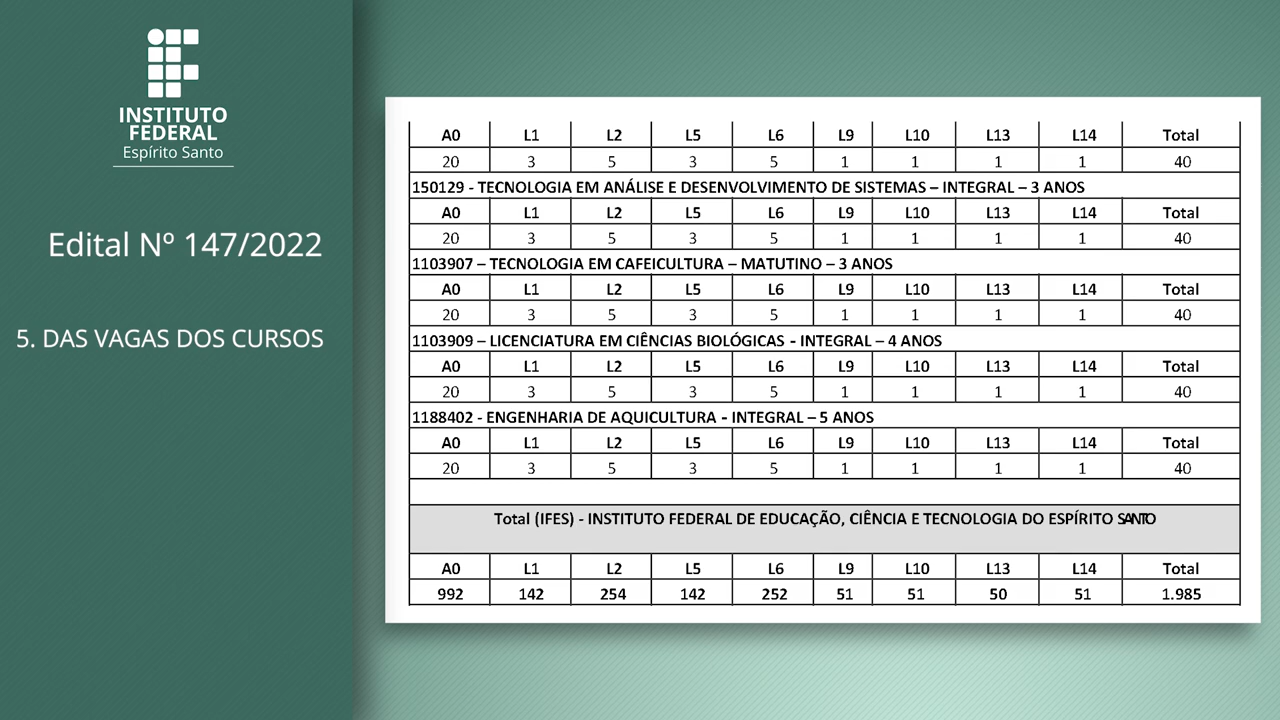 INSTITUTO
FEDERAL
Espírito Santo
Edital Nº 147/2022
5. DAS VAGAS DOS CURSOS
A0 L1 L2 L5 L6 L9 L10 L13 L14 Total
20 3 5 3 5 1 1 1 1 40
150129 - TECNOLOGIA EM ANÁLISE E DESENVOLVIMENTO DE SISTEMAS – INTEGRAL – 3 ANOS
A0 L1 L2 L5 L6 L9 L10 L13 L14 Total
20 3 5 3 5 1 1 1 1 40
1103907 – TECNOLOGIA EM CAFEICULTURA – MATUTINO – 3 ANOS
A0 L1 L2 L5 L6 L9 L10 L13 L14 Total
20 3 5 3 5 1 1 1 1 40
1103909 – LICENCIATURA EM CIÊNCIAS BIOLÓGICAS - INTEGRAL – 4 ANOS
A0 L1 L2 L5 L6 L9 L10 L13 L14 Total
20 3 5 3 5 1 1 1 1 40
1188402 - ENGENHARIA DE AQUICULTURA - INTEGRAL – 5 ANOS
A0 L1 L2 L5 L6 L9 L10 L13 L14 Total
20 3 5 3 5 1 1 1 1 40
Total (IFES) - INSTITUTO FEDERAL DE EDUCAÇÃO, CIÊNCIA E TECNOLOGIA DO ESPÍRITO SANTO
A0 L1 L2 L5 L6 L9 L10 L13 L14 Total
992 142 254 142 252 51 51 50 51 1.985